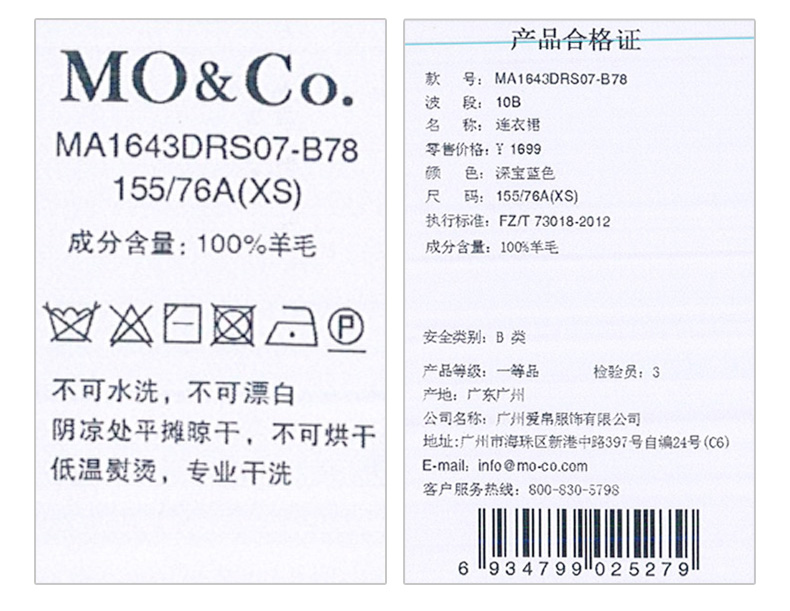 MO&Co.
MA1643DRS07-B78
155/76A(XS)
成分含量: 100%羊毛
P
不可水洗，不可漂白
阴凉处平摊晾干，不可烘干
低温熨烫，专业干洗
产品合格证
款 号: MA1643DRS07-B78
波 段: 10B
名 称: 连衣裙
零售价格: ¥ 1699
颜 色: 深宝蓝色
尺 码: 155/76A(XS)
执行标准: FZ/T 73018-2012
成分含量: 100%羊毛
安全类别: B 类
产品等级: 一等品 检验员: 3
产地: 广东广州
公司名称: 广州爱帛服饰有限公司
地址:广州市海珠区新港中路397号自编24号(C6)
E-mail: info@mo-co.com
客户服务热线: 800-830-5798
6 934799 025279